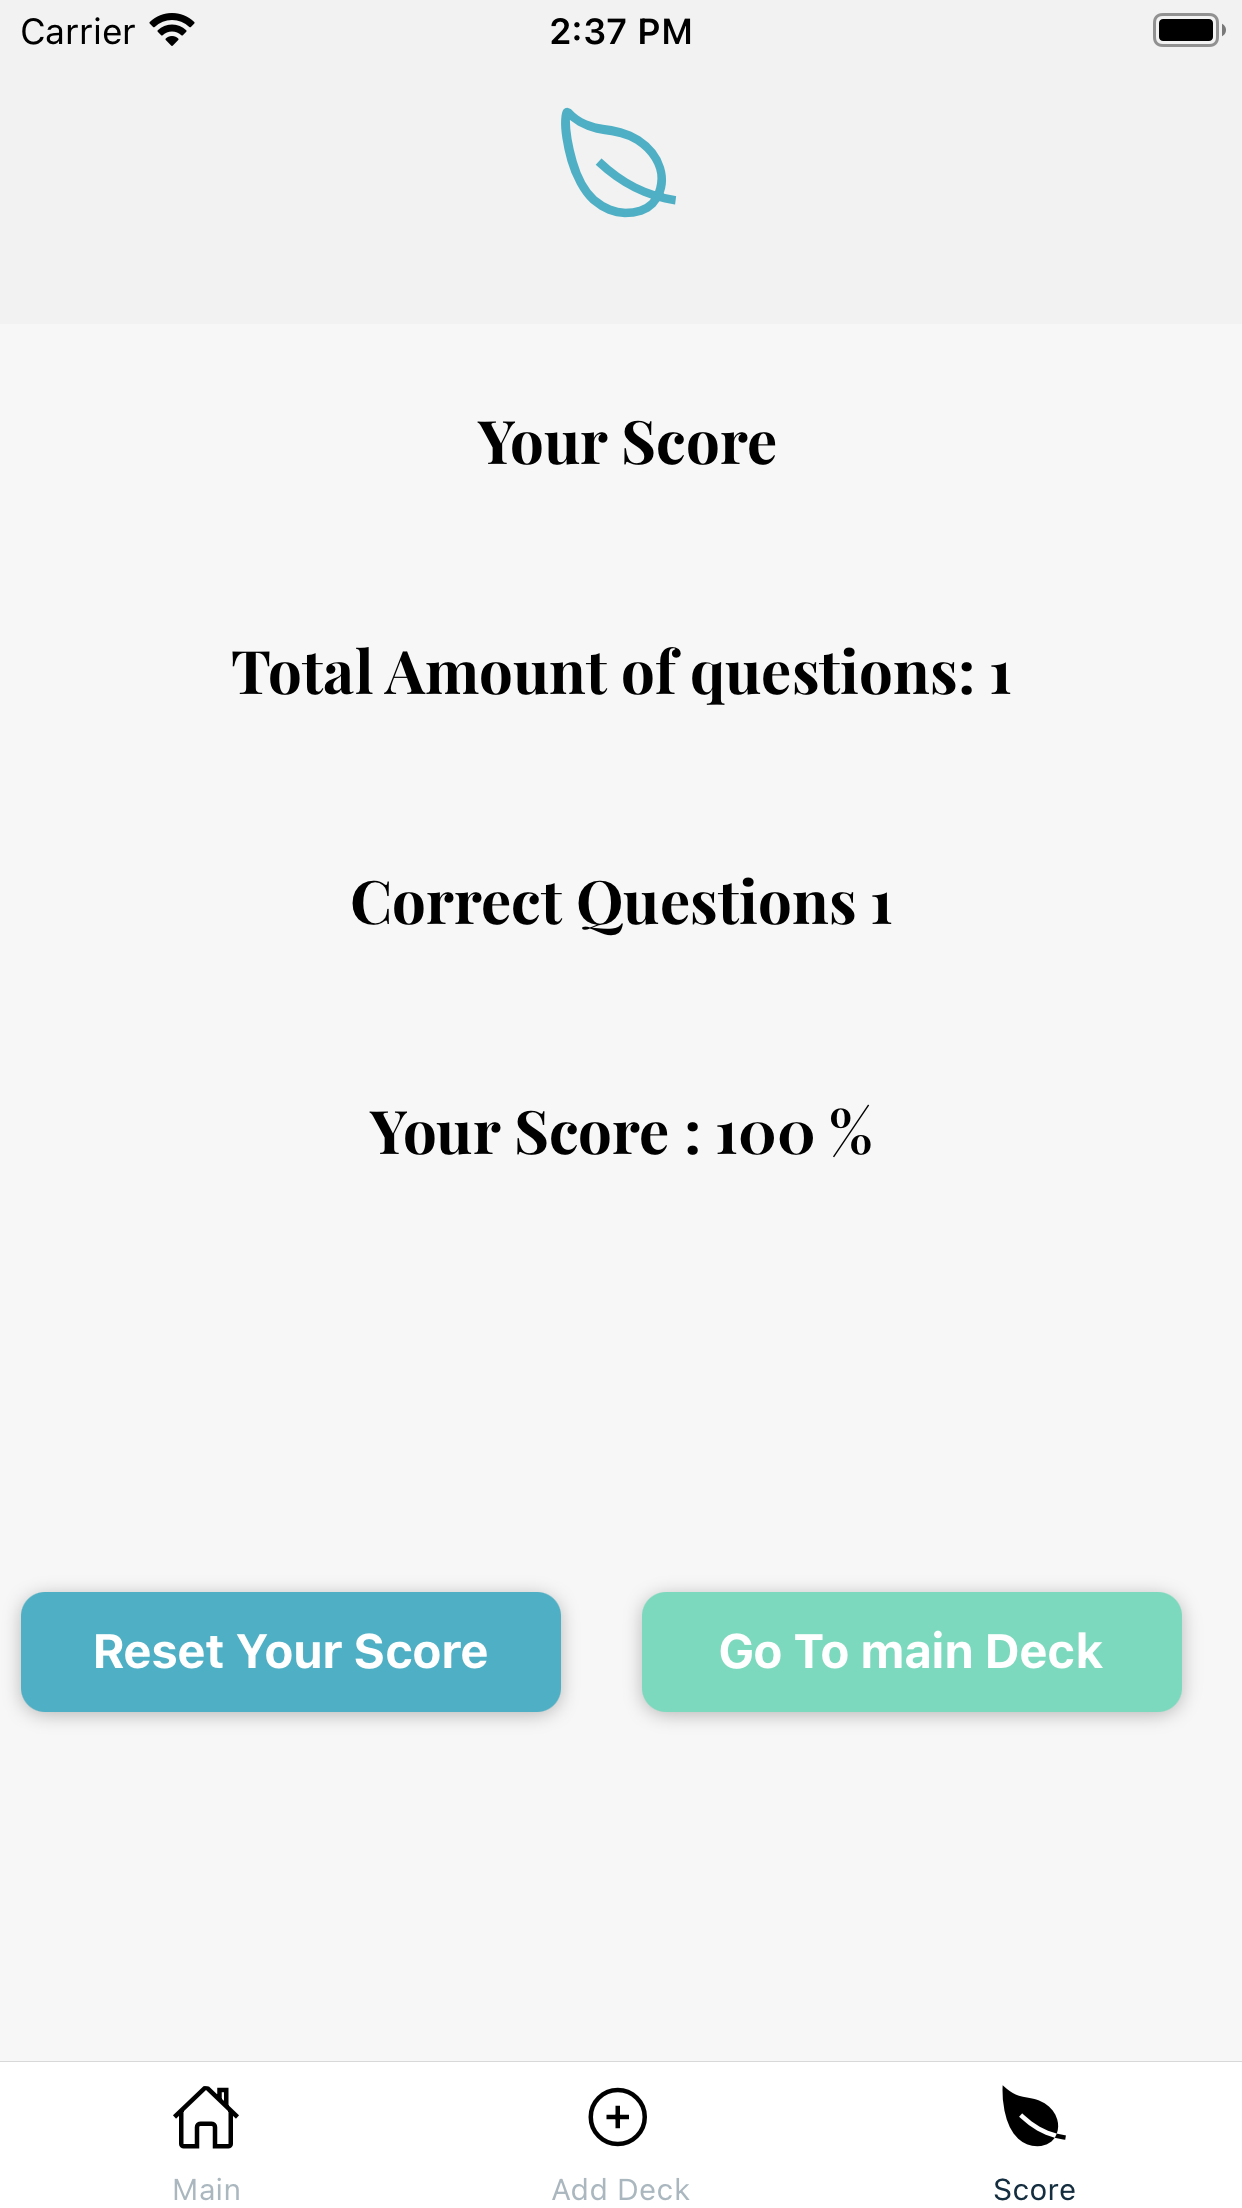 Carrier 2:37 PM
Your Score
Total Amount of questions: 1
Correct Questions 1
Your Score : 100 %
Reset Your Score Go To main Deck
Main Add Deck Score